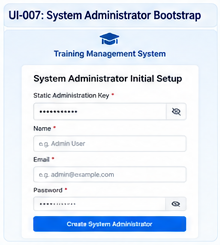 UI-007: System Administrator Bootstrap
Training Management System
System Administrator Initial Setup
Static Administration Key *
•••••••••••
Name *
e.g. Admin User
Email *
e.g. admin@example.com
Password *
•••••••••••
Create System Administrator